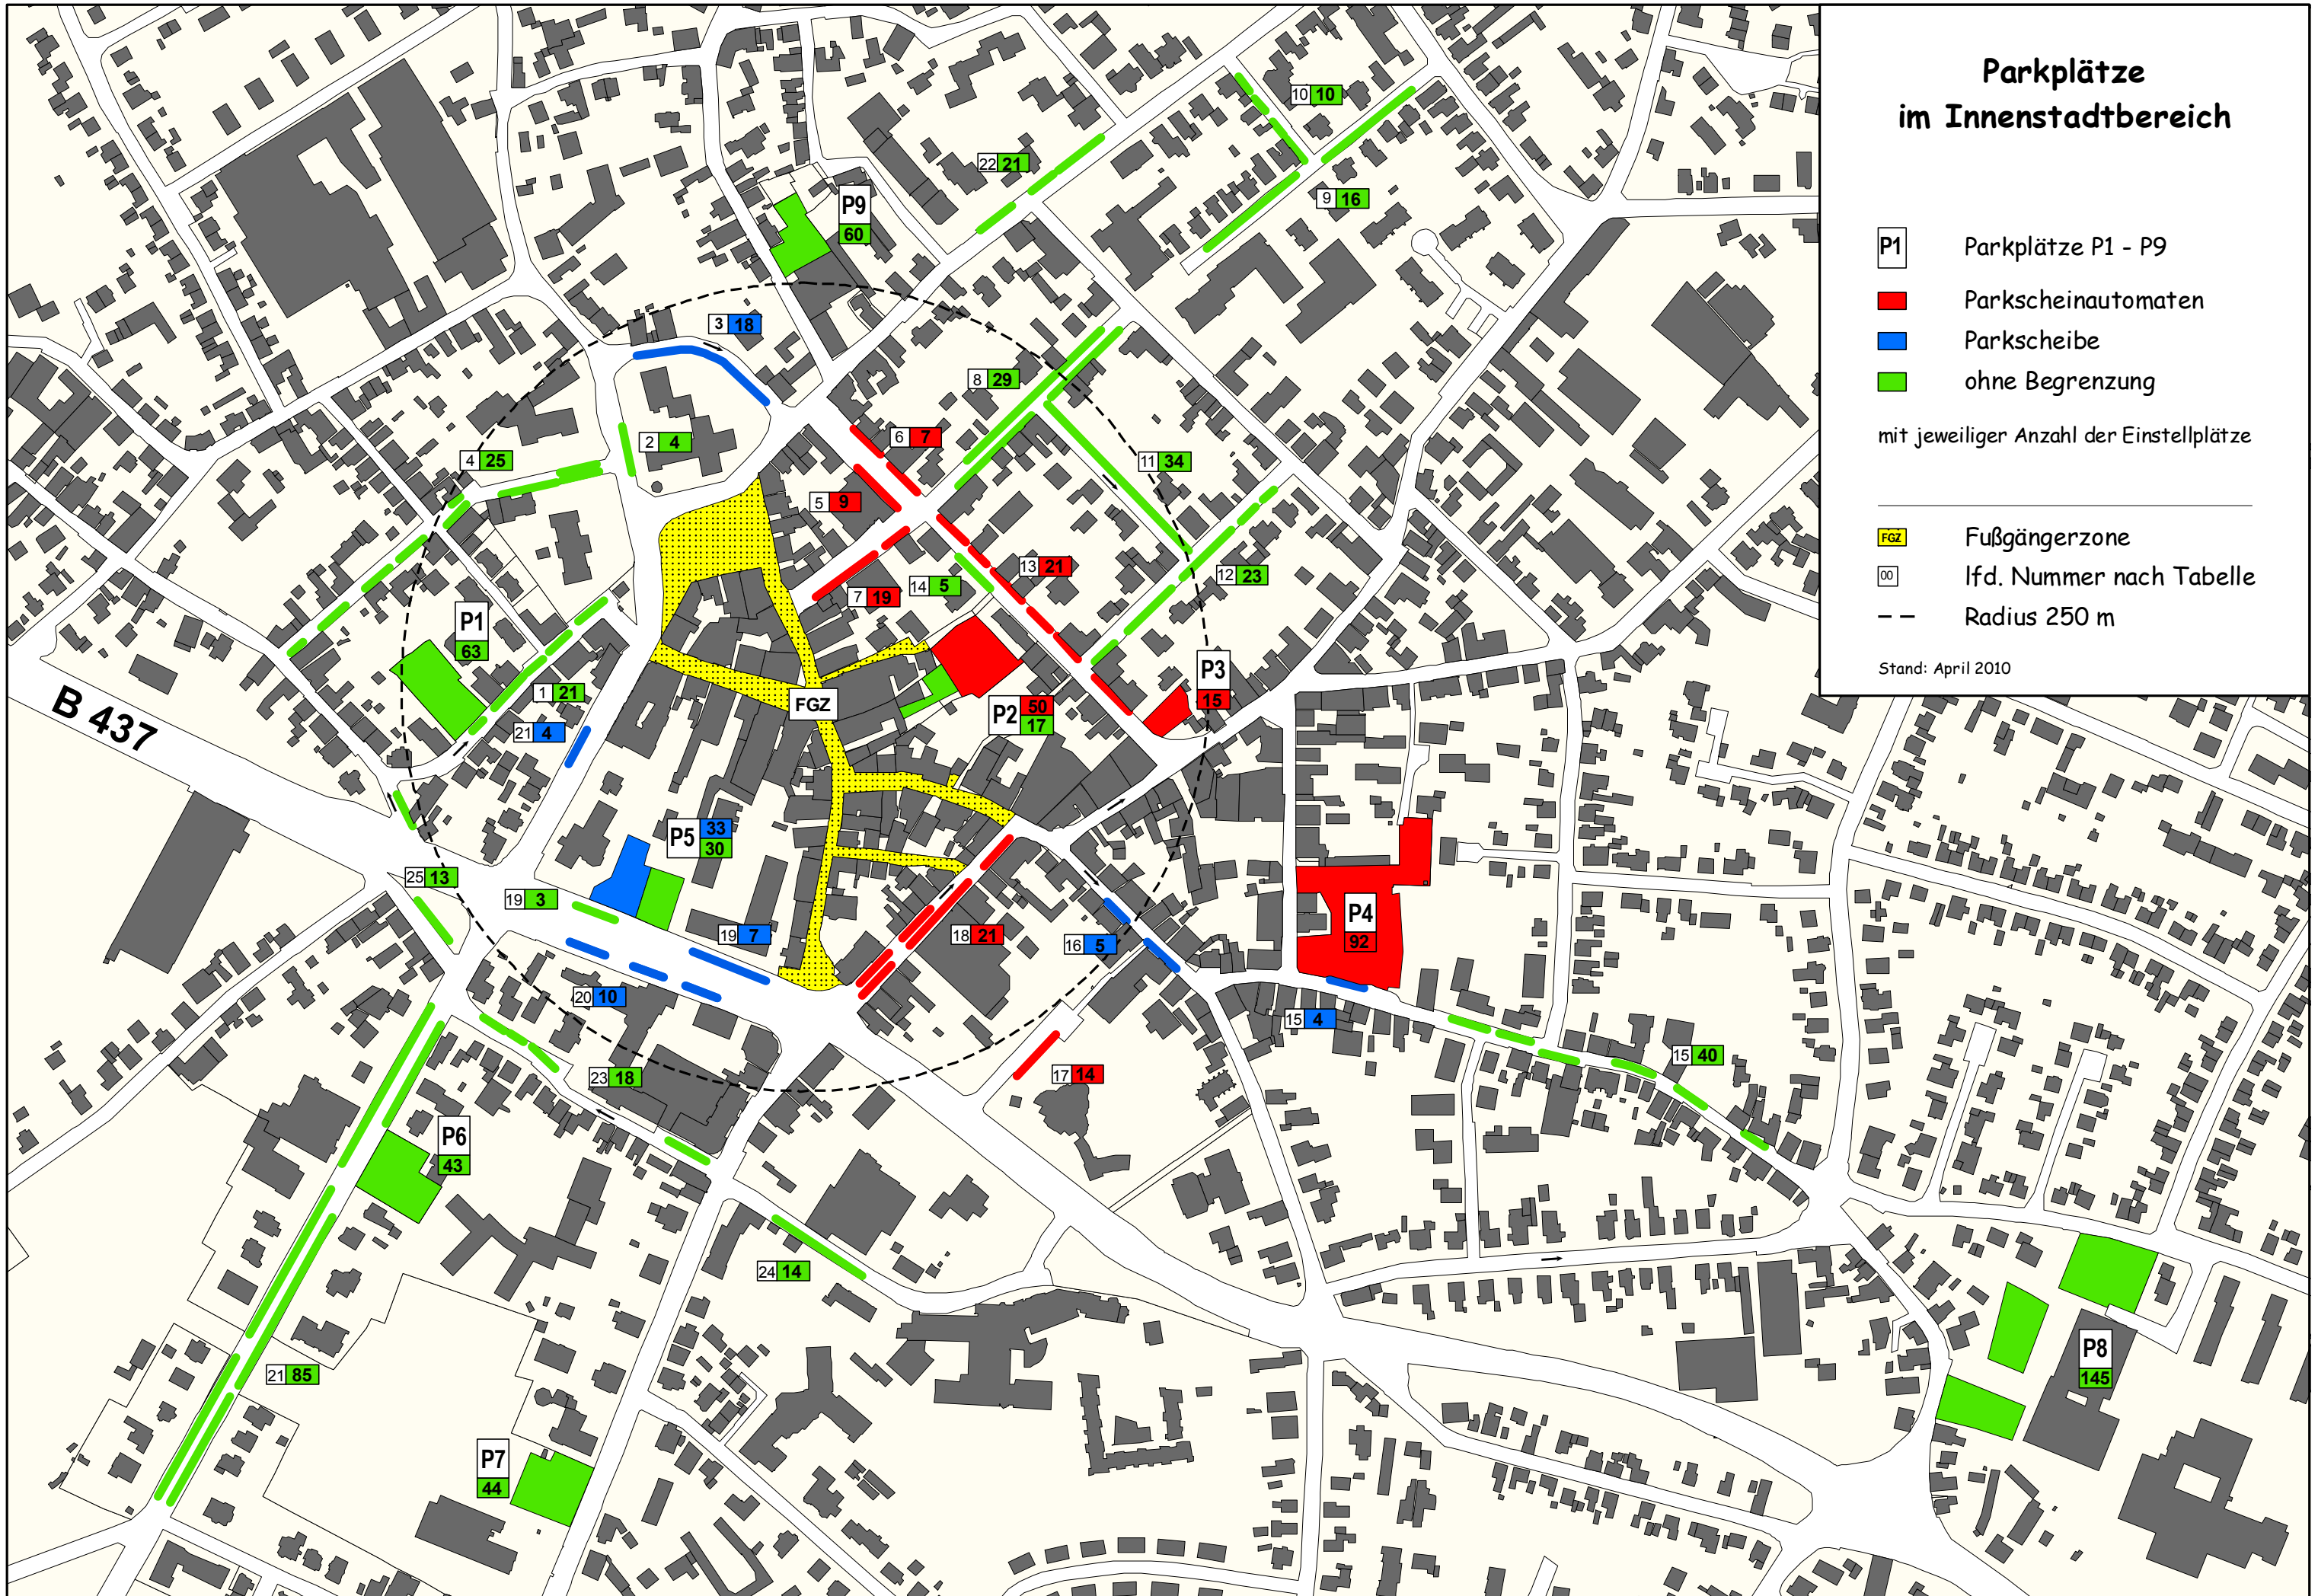 Parkplätze
im Innenstadtbereich
P1 Parkplätze P1 - P9
Parkscheinautomaten
Parkscheibe
ohne Begrenzung
mit jeweiliger Anzahl der Einstellplätze
FGZ Fußgängerzone
00 lfd. Nummer nach Tabelle
Radius 250 m
Stand: April 2010
10 10
22 21
9 16
P9
60
3 18
8 29
6 7
2 4
4 25
11 34
5 9
13 21
12 23
14 5
7 19
P1
63
P3
15
1 21
FGZ
P2 50
17
B 437
21 4
P5 33
30
25 13
19 3
P4
92
19 7
18 21
16 5
20 10
15 4
15 40
17 14
23 18
P6
43
24 14
P8
145
21 85
P7
44